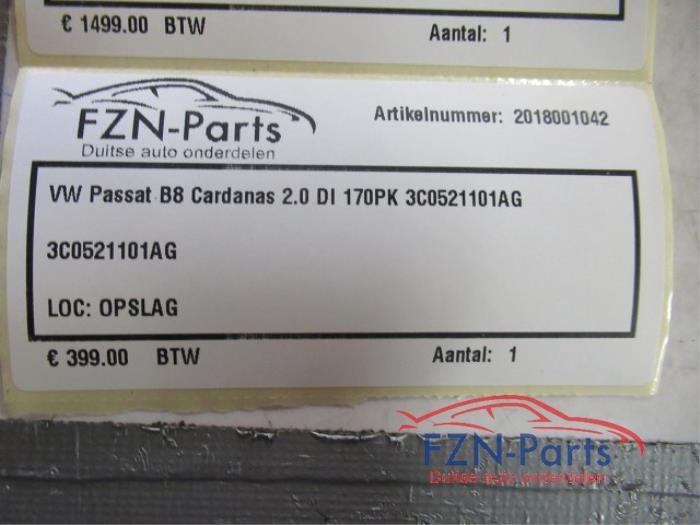 € 1499.00 BTW Aantal: 1
FZN-Parts
Duitse auto onderdelen
Artikelnummer: 2018001042
VW Passat B8 Cardanas 2.0 DI 170PK 3C0521101AG
3C0521101AG
LOC: OPSLAG
€ 399.00 BTW Aantal: 1
FZN-Parts
Duitse auto onderdelen